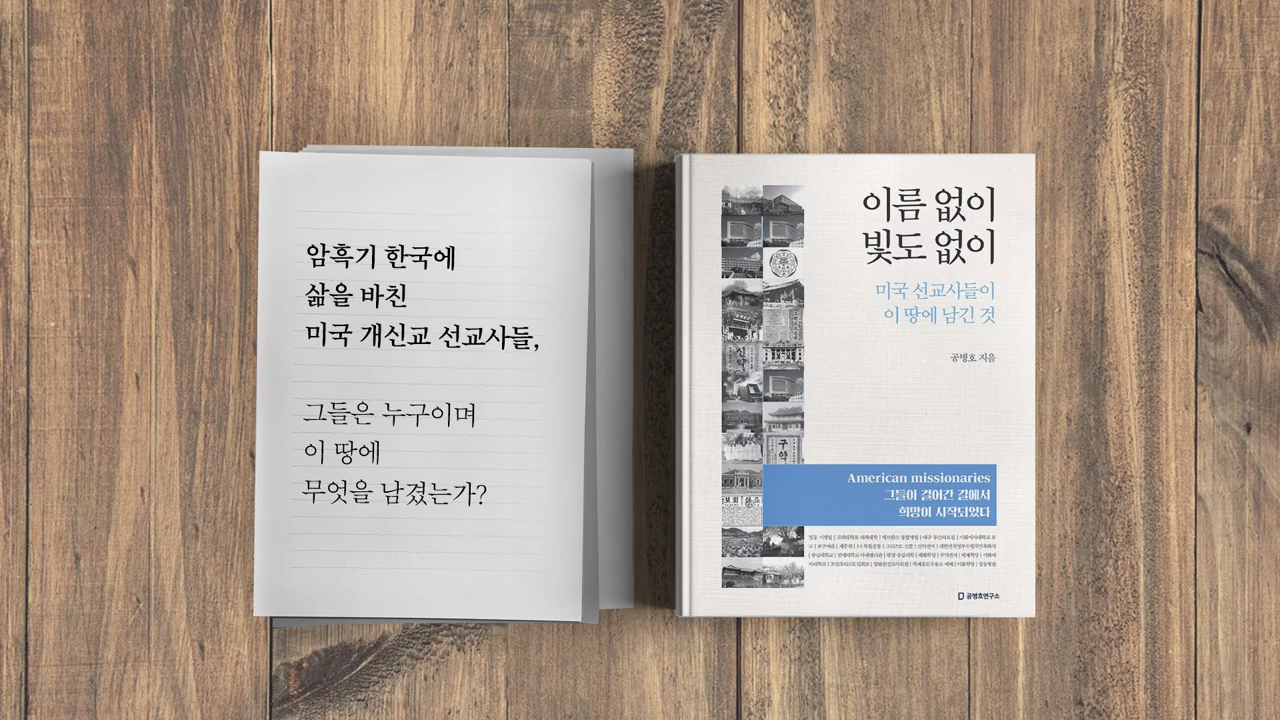 암흑기 한국에
삶을 바친
미국 개신교 선교사들,
그들은 누구이며
이 땅에
무엇을 남겼는가?
이름 없이
빛도 없이
미국 선교사들이
이 땅에 남긴 것
공병호 지음
신약
구약
American missionaries
그들이 걸어간 길에서
희망이 시작되었다
공병호연구소